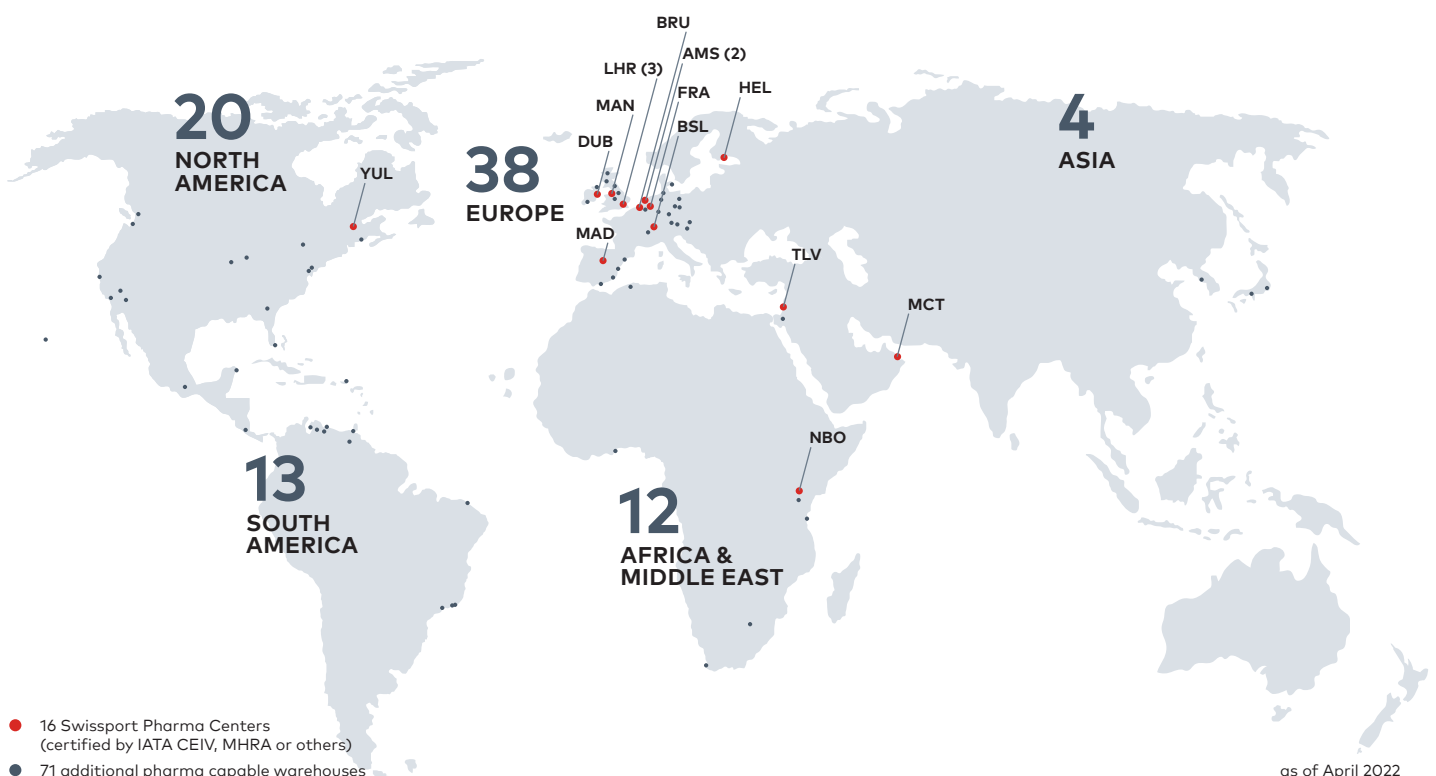 BRU
AMS (2)
LHR (3)
HEL
FRA
MAN
BSL
DUB
20
NORTH
AMERICA
YUL
38
EUROPE
MAD
4
ASIA
TLV
MCT
NBO
13
SOUTH
AMERICA
12
AFRICA &
MIDDLE EAST
16 Swissport Pharma Centers
(certified by IATA CEIV, MHRA or others)
71 additional pharma capable warehouses
as of April 2022